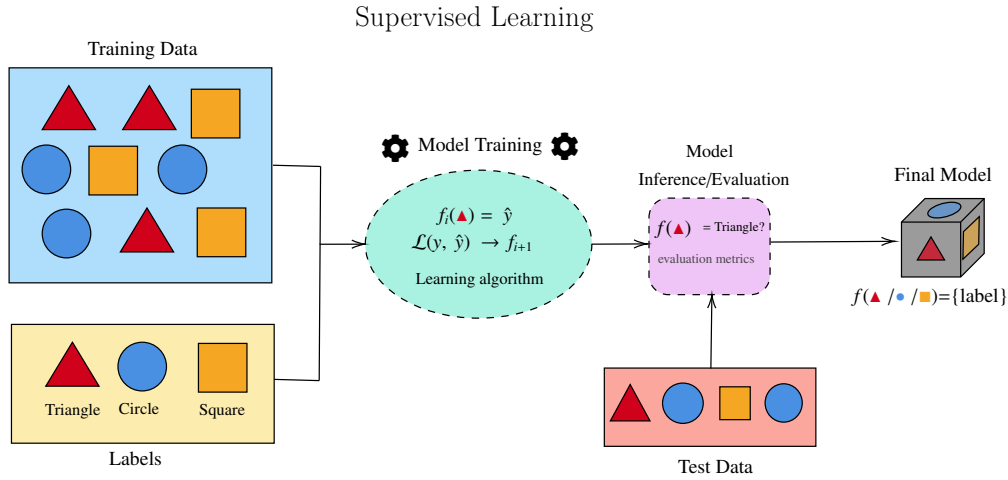 Supervised Learning
Training Data
Model Training
fᵢ(▲) = ŷ
ℒ(y, ŷ) → fᵢ₊₁
Learning algorithm
Model
Inference/Evaluation
f(▲) = Triangle?
evaluation metrics
Final Model
f(▲ /● /■)={label}
Triangle Circle Square
Labels
Test Data